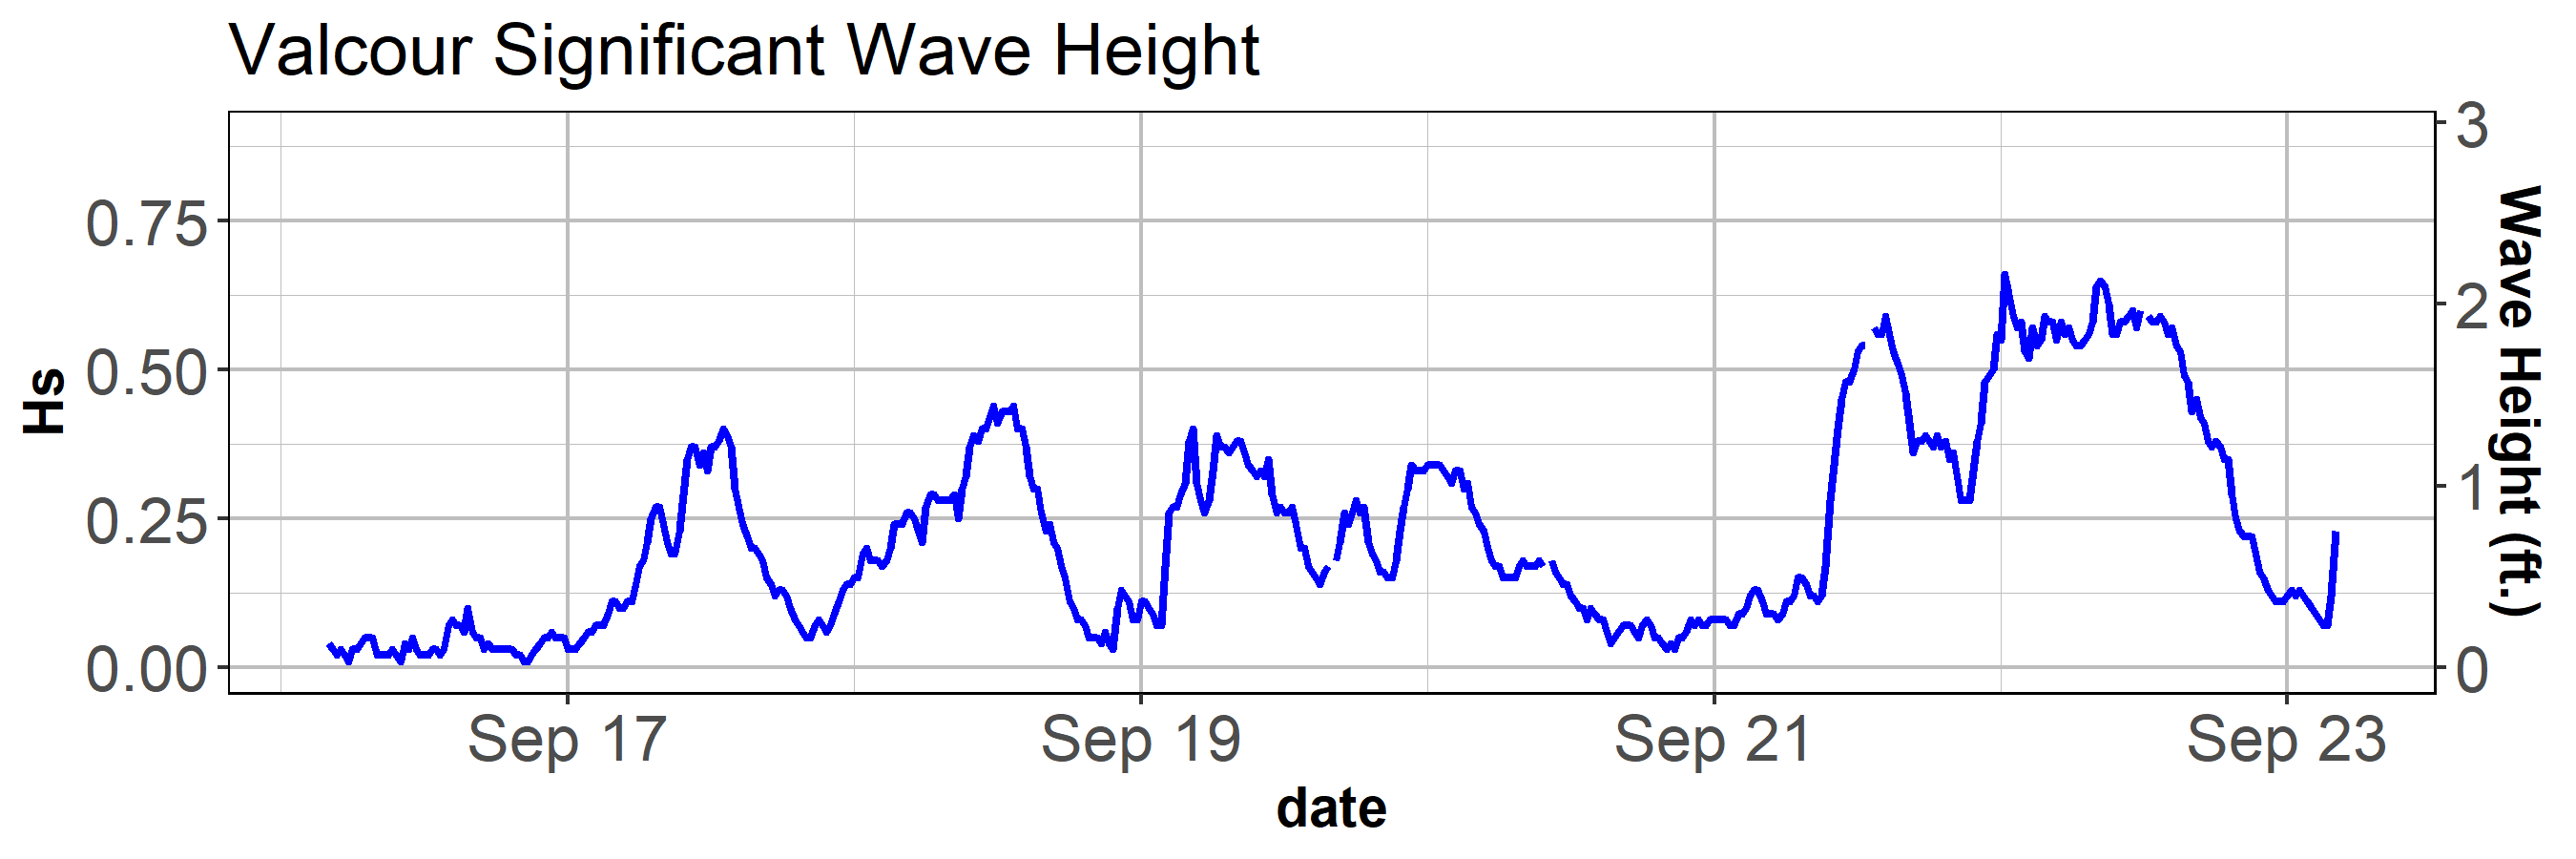 Valcour Significant Wave Height
Hs
0.75
0.50
0.25
0.00
3
2
1
0
Wave Height (ft.)
Sep 17
Sep 19
Sep 21
Sep 23
date